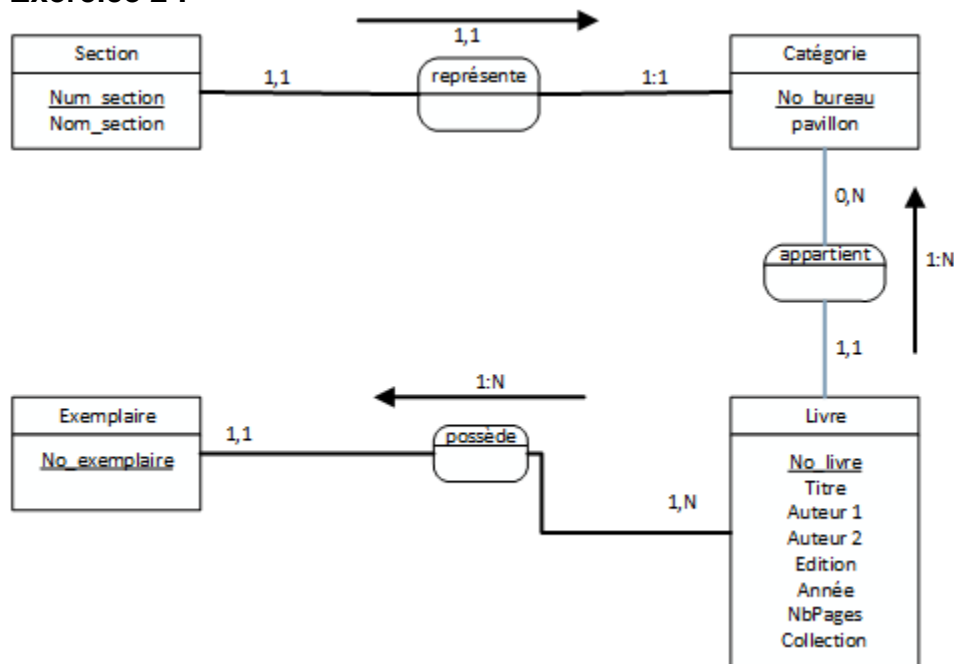 1,1
Section
Num_section
Nom_section
1,1
représente
1:1
Catégorie
No_bureau
pavillon
0,N
appartient
1:N
1,1
Exemplaire
No_exemplaire
1,1
1:N
possède
1,N
Livre
No_livre
Titre
Auteur 1
Auteur 2
Edition
Année
NbPages
Collection